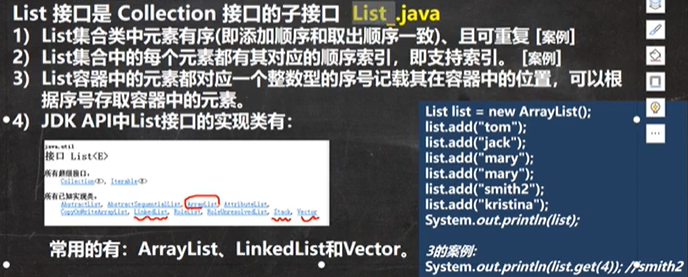 List 接口是 Collection 接口的子接口 List_.java
1) List集合类中元素有序(即添加顺序和取出顺序一致)、且可重复 [案例]
2) List集合中的每个元素都有其对应的顺序索引，即支持索引。 [案例]
3) List容器中的元素都对应一个整数型的序号记载其在容器中的位置，可以根
据序号存取容器中的元素。
4) JDK API中List接口的实现类有：
java.util
接口 List<E>
所有超级接口：
Collection<E>, Iterable<E>
所有已知实现类：
AbstractList, AbstractSequentialList, ArrayList, AttributeList,
CopyOnWriteArrayList, LinkedList, RoleList, RoleUnresolvedList, Stack, Vector
常用的有：ArrayList、LinkedList和Vector。
List list = new ArrayList();
list.add("tom");
list.add("jack");
list.add("mary");
list.add("mary");
list.add("smith2");
list.add("kristina");
System.out.println(list);
3的案例:
System.out.println(list.get(4)); //smith2